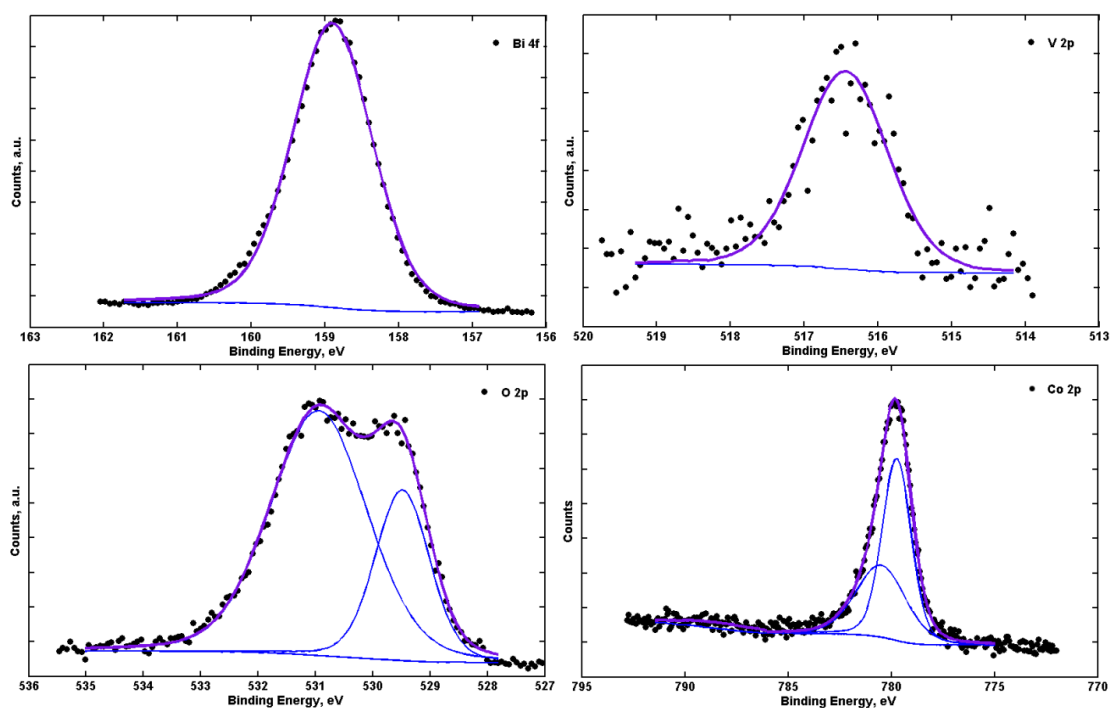 Bi 4f
Counts, a.u.
163 162 161 160 159 158 157 156
Binding Energy, eV
V 2p
Counts, a.u.
520 519 518 517 516 515 514 513
Binding Energy, eV
O 2p
Counts, a.u.
536 535 534 533 532 531 530 529 528 527
Binding Energy, eV
Co 2p
Counts
795 790 785 780 775 770
Binding Energy, eV